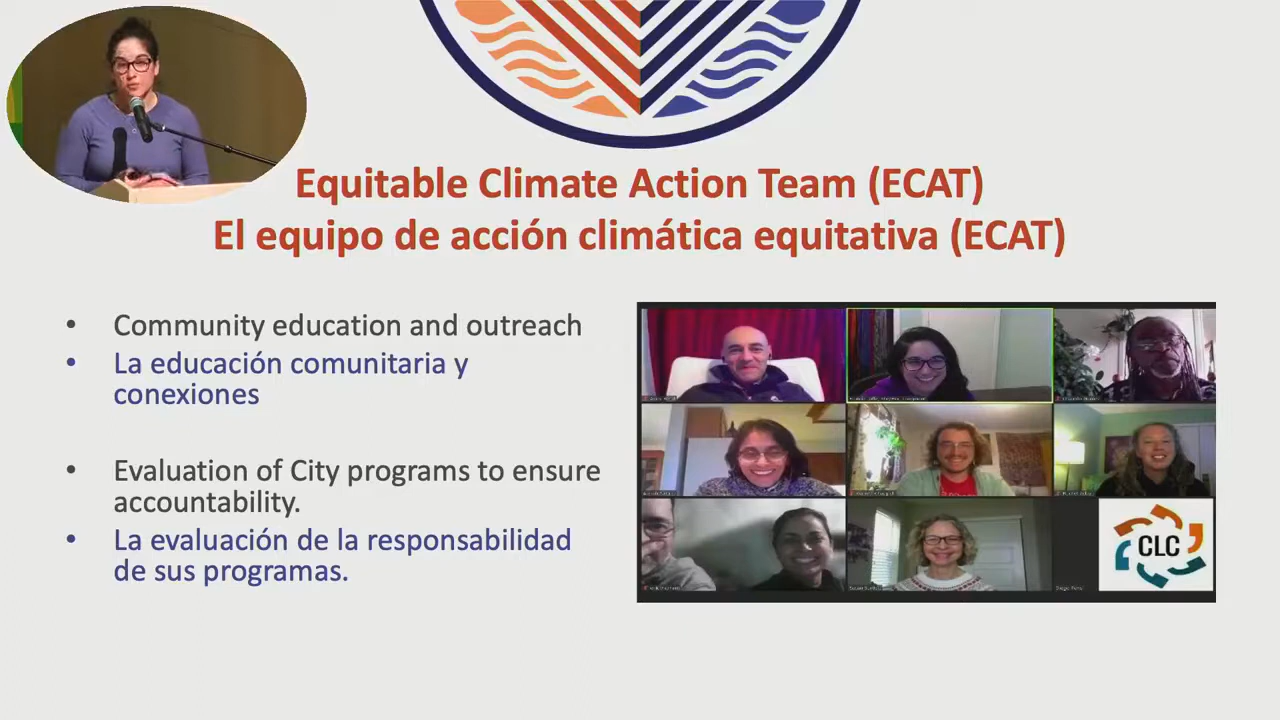 Equitable Climate Action Team (ECAT)
El equipo de acción climática equitativa (ECAT)
• Community education and outreach
• La educación comunitaria y
conexiones
• Evaluation of City programs to ensure
accountability.
• La evaluación de la responsabilidad
de sus programas.
CLC